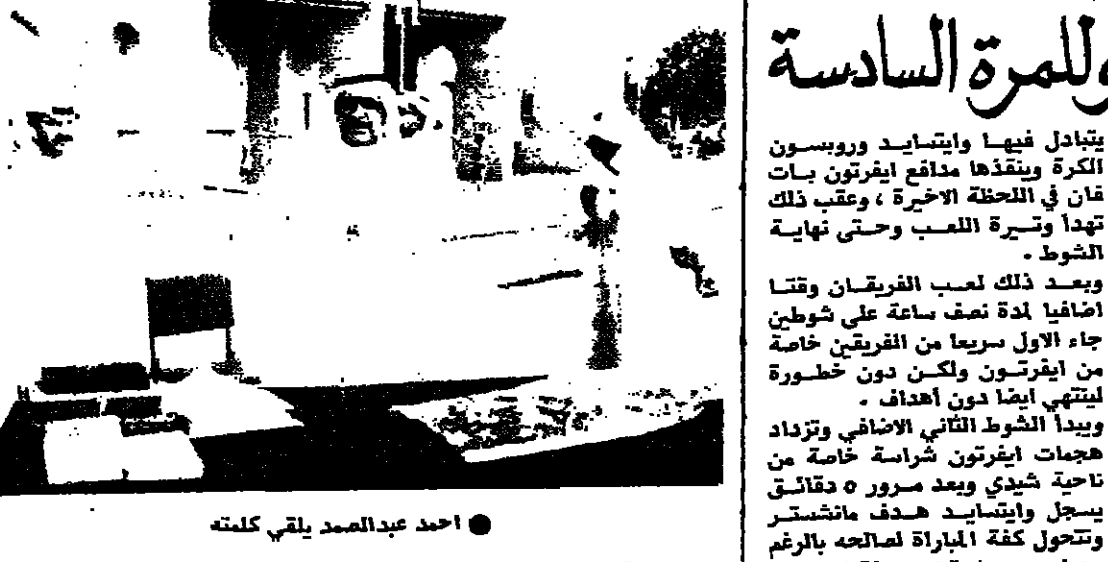 وللمرة السادسة
يتبادل فيها وايتسايد وروبسون
الكرة وينقذها مدافع ايفرتون بات
فان في اللحظة الاخيرة ، وعقب ذلك
تهدأ وتيرة اللعب وحتى نهاية
الشوط .
وبعد ذلك لعب الفريقان وقتا
اضافيا لمدة نصف ساعة على شوطين
جاء الاول سريعا من الفريقين خاصة
من ايفرتون ولكن دون خطورة
لينتهي ايضا دون أهداف .
ويبدأ الشوط الثاني الاضافي وتزداد
هجمات ايفرتون شراسة خاصة من
ناحية شيدي وبعد مرور ٥ دقائق
يسجل وايتسايد هدف مانشستر
وتتحول كفة المباراة لصالحه بالرغم
● احمد عبدالصمد يلقي كلمته